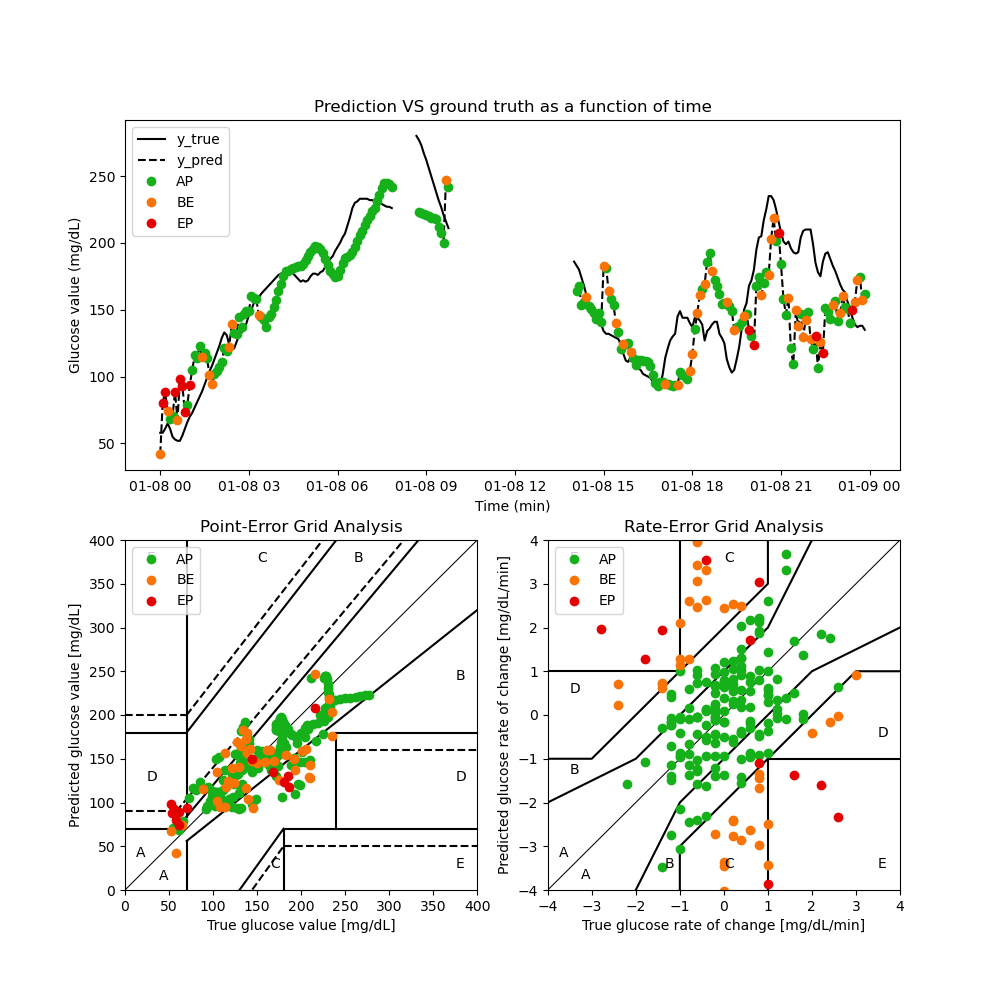 Prediction VS ground truth as a function of time
Glucose value (mg/dL)
250
200
150
100
50
y_true
y_pred
AP
BE
EP
01-08 00 01-08 03 01-08 06 01-08 09 01-08 12 01-08 15 01-08 18 01-08 21 01-09 00
Time (min)
Point-Error Grid Analysis
Predicted glucose value [mg/dL]
400
350
300
250
200
150
100
50
0
AP
BE
EP
C
B
B
D
D
A
A
C
E
0 50 100 150 200 250 300 350 400
True glucose value [mg/dL]
Rate-Error Grid Analysis
Predicted glucose rate of change [mg/dL/min]
4
3
2
1
0
−1
−2
−3
−4
AP
BE
EP
C
D
D
B
A
A
B
C
E
−4 −3 −2 −1 0 1 2 3 4
True glucose rate of change [mg/dL/min]